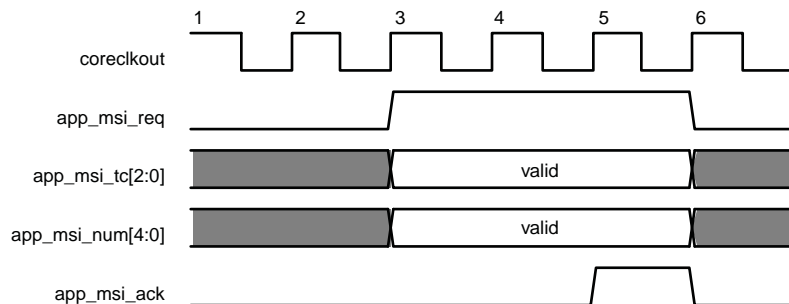 1 2 3 4 5 6
coreclkout
app_msi_req
app_msi_tc[2:0] valid
app_msi_num[4:0] valid
app_msi_ack